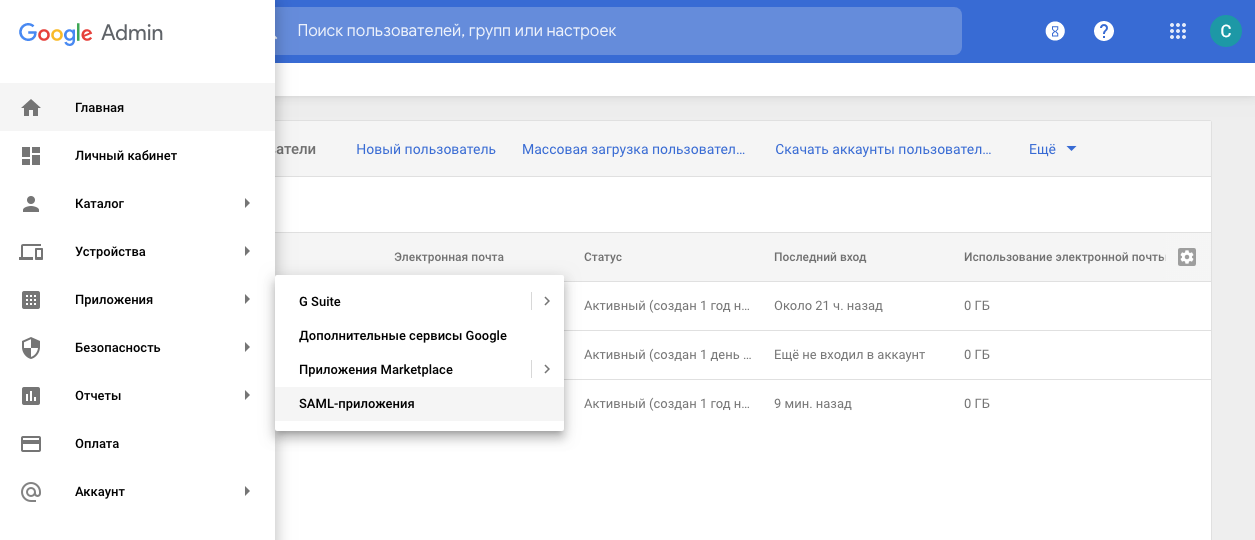 Google Admin
Поиск пользователей, групп или настроек
C
Главная
Личный кабинет
Каталог
Устройства
Приложения
Безопасность
Отчеты
Оплата
Аккаунт
атели
Новый пользователь
Массовая загрузка пользовател...
Скачать аккаунты пользовател...
Ещё
Электронная почта
Статус
Последний вход
Использование электронной почты
G Suite
Дополнительные сервисы Google
Приложения Marketplace
SAML-приложения
Активный (создан 1 год н...
Около 21 ч. назад
0 ГБ
Активный (создан 1 день ...
Ещё не входил в аккаунт
0 ГБ
Активный (создан 1 год н...
9 мин. назад
0 ГБ